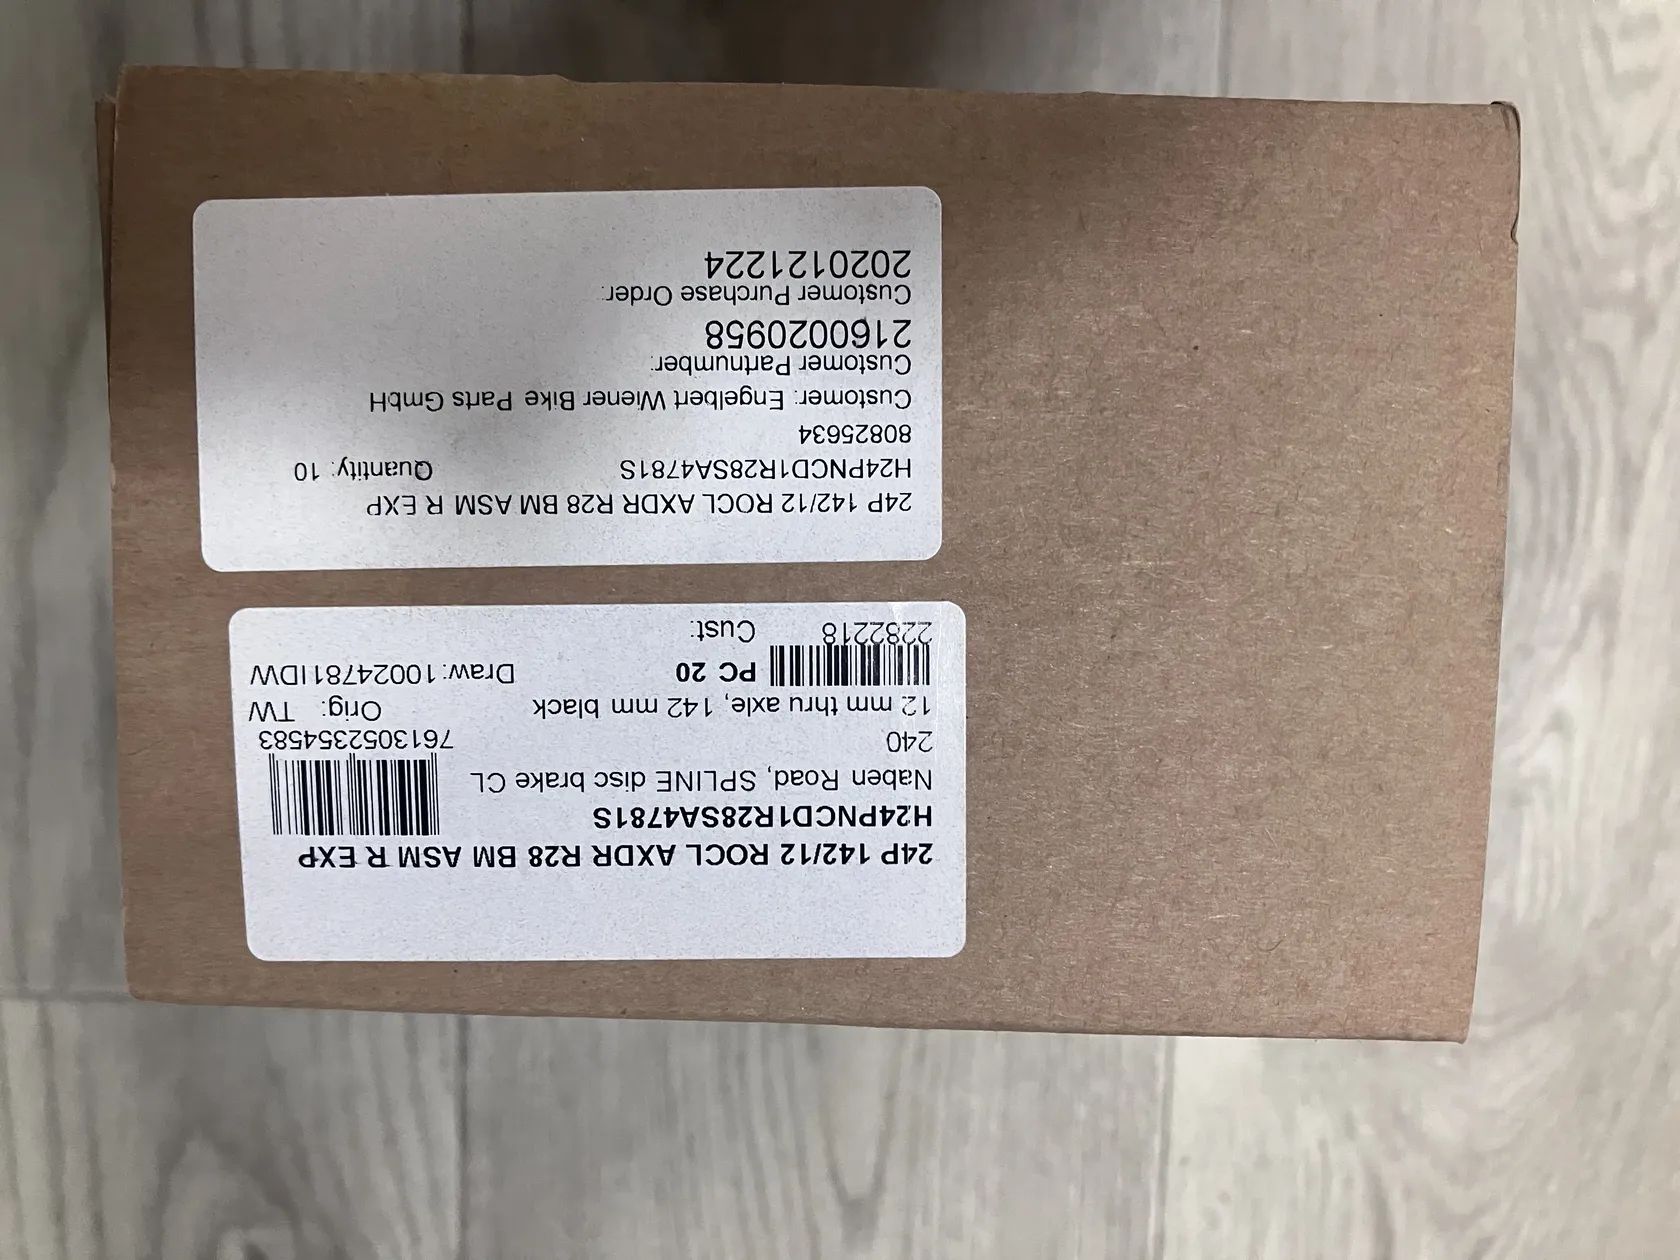 24P 142/12 ROCL AXDR R28 BM ASM R EXP
H24PNCD1R28SA4781S
Naben Road, SPLINE disc brake CL
240 7613052354583
12 mm thru axle, 142 mm black Orig: TW
PC 20 Draw:10024781IDW
2282218 Cust:
24P 142/12 ROCL AXDR R28 BM ASM R EXP
H24PNCD1R28SA4781S Quantity: 10
80825634
Customer: Engelbert Wiener Bike Parts GmbH
Customer Partnumber:
2160020958
Customer Purchase Order:
2020121224